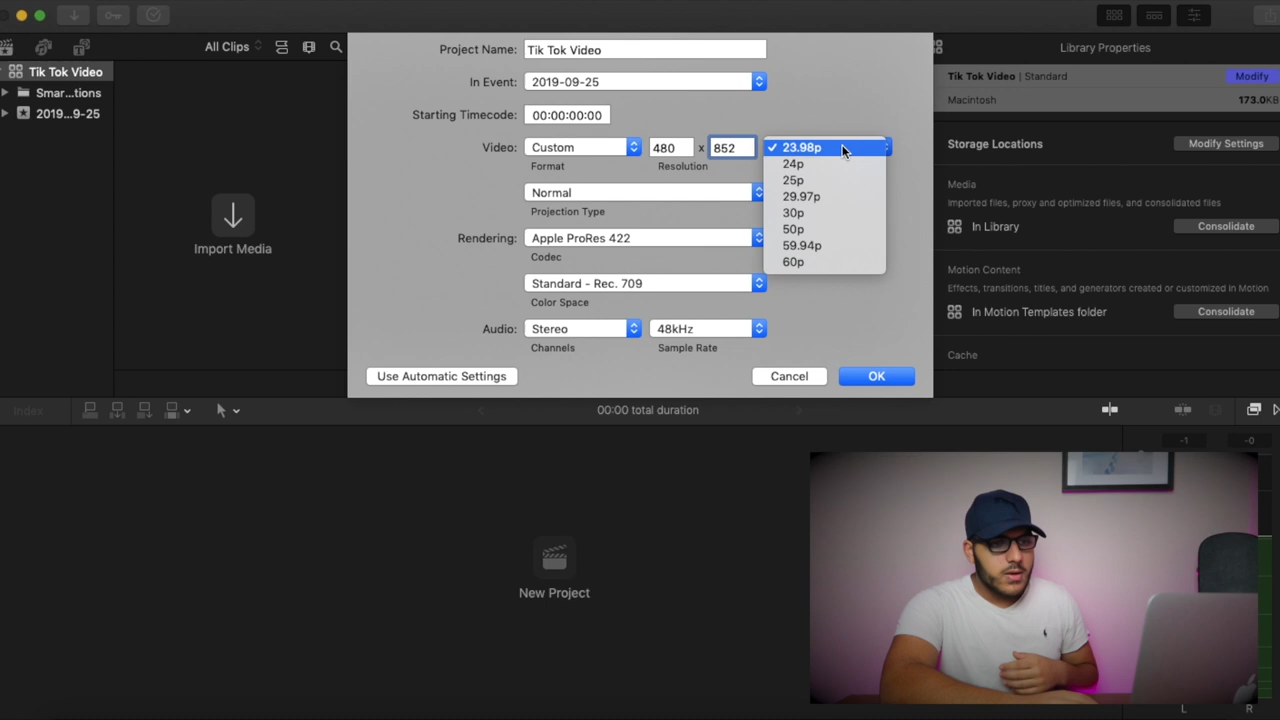 All Clips
Tik Tok Video
Smar...tions
2019...9-25
Import Media
Project Name: Tik Tok Video
In Event: 2019-09-25
Starting Timecode: 00:00:00:00
Video: Custom 480 x 852
Format Resolution
23.98p
24p
25p
29.97p
30p
50p
59.94p
60p
Normal
Projection Type
Rendering: Apple ProRes 422
Codec
Standard - Rec. 709
Color Space
Audio: Stereo 48kHz
Channels Sample Rate
Use Automatic Settings Cancel OK
Library Properties
Tik Tok Video | Standard Modify
Macintosh 173.0KB
Storage Locations Modify Settings
Media
Imported files, proxy and optimized files, and consolidated files
In Library Consolidate
Motion Content
Effects, transitions, titles, and generators created or customized in Motion
In Motion Templates folder Consolidate
Cache
Index 00:00 total duration
New Project
-1 -0
L R